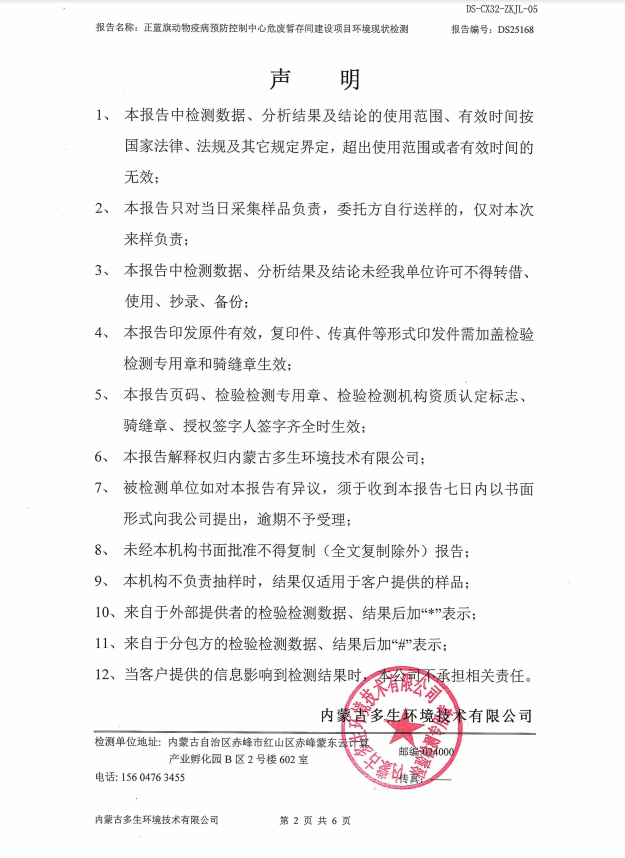 DS-CX32-ZKJL-05
报告名称：正蓝旗动物疫病预防控制中心危废暂存间建设项目环境现状检测 报告编号：DS25168
声 明
1、 本报告中检测数据、分析结果及结论的使用范围、有效时间按
国家法律、法规及其它规定界定，超出使用范围或者有效时间的
无效；
2、 本报告只对当日采集样品负责，委托方自行送样的，仅对本次
来样负责；
3、 本报告中检测数据、分析结果及结论未经我单位许可不得转借、
使用、抄录、备份；
4、 本报告印发原件有效，复印件、传真件等形式印发件需加盖检验
检测专用章和骑缝章生效；
5、 本报告页码、检验检测专用章、检验检测机构资质认定标志、
骑缝章、授权签字人签字齐全时生效；
6、 本报告解释权归内蒙古多生环境技术有限公司；
7、 被检测单位如对本报告有异议，须于收到本报告七日内以书面
形式向我公司提出，逾期不予受理；
8、 未经本机构书面批准不得复制（全文复制除外）报告；
9、 本机构不负责抽样时，结果仅适用于客户提供的样品；
10、来自于外部提供者的检验检测数据、结果后加“*”表示；
11、来自于分包方的检验检测数据、结果后加“#”表示；
12、当客户提供的信息影响到检测结果时，本公司不承担相关责任。
内蒙古多生环境技术有限公司
检测单位地址：内蒙古自治区赤峰市红山区赤峰蒙东云计算
产业孵化园 B 区 2 号楼 602 室 邮编:024000
电话: 156 0476 3455 传真: ——
内蒙古多生环境技术有限公司
检验检测专用章
内蒙古多生环境技术有限公司 第 2 页 共 6 页